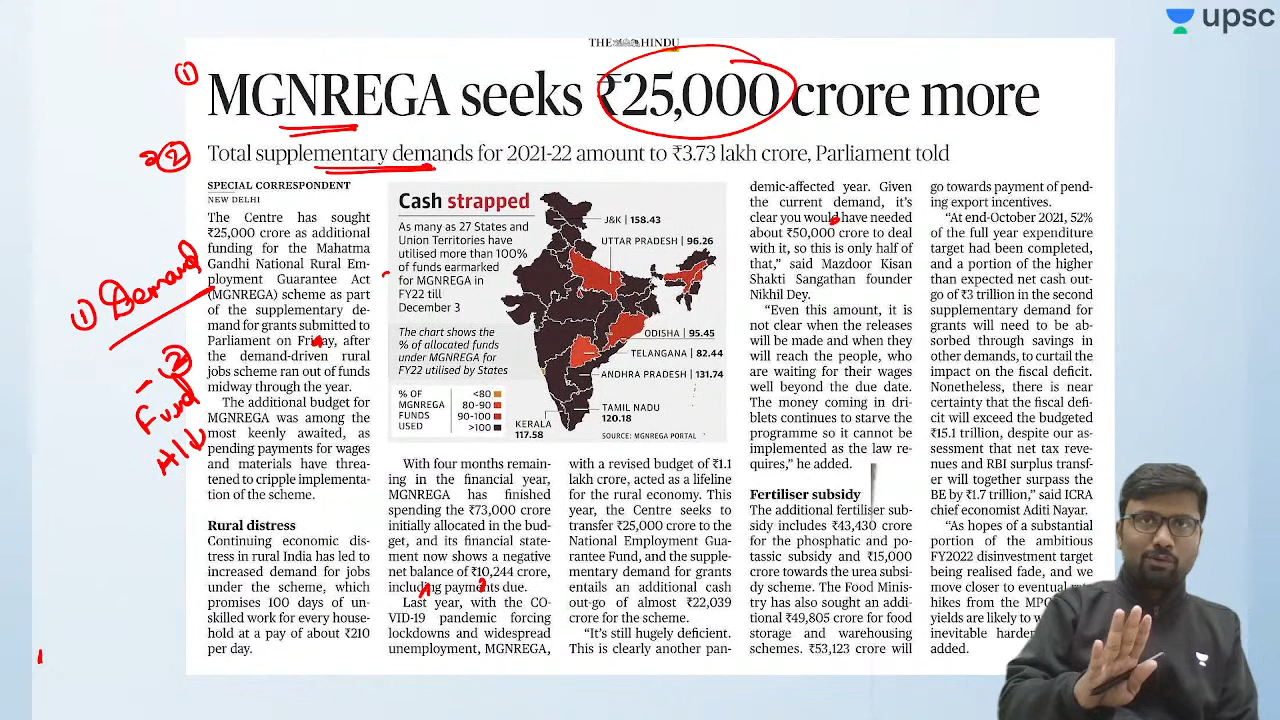 upsc
THE HINDU
①
MGNREGA seeks ₹25,000 crore more
②
Total supplementary demands for 2021-22 amount to ₹3.73 lakh crore, Parliament told
SPECIAL CORRESPONDENT
NEW DELHI
The Centre has sought
₹25,000 crore as additional
funding for the Mahatma
Gandhi National Rural Em-
ployment Guarantee Act
(MGNREGA) scheme as part
of the supplementary de-
mand for grants submitted to
Parliament on Friday, after
the demand-driven rural
jobs scheme ran out of funds
midway through the year.
The additional budget for
MGNREGA was among the
most keenly awaited, as
pending payments for wages
and materials have threa-
tened to cripple implementa-
tion of the scheme.
Rural distress
Continuing economic dis-
tress in rural India has led to
increased demand for jobs
under the scheme, which
promises 100 days of un-
skilled work for every house-
hold at a pay of about ₹210
per day.
① Demand
②
Fund
Cash strapped
As many as 27 States and
Union Territories have
utilised more than 100%
of funds earmarked
for MGNREGA in
FY22 till
December 3
The chart shows the
% of allocated funds
under MGNREGA for
FY22 utilised by States
% OF
MGNREGA
FUNDS
USED
<80
80-90
90-100
>100
J&K | 158.43
UTTAR PRADESH | 96.26
ODISHA | 95.45
TELANGANA | 82.44
ANDHRA PRADESH | 131.74
TAMIL NADU
120.18
KERALA
117.58
SOURCE: MGNREGA PORTAL
With four months remain-
ing in the financial year,
MGNREGA has finished
spending the ₹73,000 crore
initially allocated in the bud-
get, and its financial state-
ment now shows a negative
net balance of ₹10,244 crore,
including payments due.
Last year, with the CO-
VID-19 pandemic forcing
lockdowns and widespread
unemployment, MGNREGA,
with a revised budget of ₹1.1
lakh crore, acted as a lifeline
for the rural economy. This
year, the Centre seeks to
transfer ₹25,000 crore to the
National Employment Gua-
rantee Fund, and the supple-
mentary demand for grants
entails an additional cash
out-go of almost ₹22,039
crore for the scheme.
"It's still hugely deficient.
This is clearly another pan-
demic-affected year. Given
the current demand, it's
clear you would have needed
about ₹50,000 crore to deal
with it, so this is only half of
that," said Mazdoor Kisan
Shakti Sangathan founder
Nikhil Dey.
"Even this amount, it is
not clear when the releases
will be made and when they
will reach the people, who
are waiting for their wages
well beyond the due date.
The money coming in dri-
blets continues to starve the
programme so it cannot be
implemented as the law re-
quires," he added.
Fertiliser subsidy
The additional fertiliser sub-
sidy includes ₹43,430 crore
for the phosphatic and po-
tassic subsidy and ₹15,000
crore towards the urea subsi-
dy scheme. The Food Minis-
try has also sought an addi-
tional ₹49,805 crore for food
storage and warehousing
schemes. ₹53,123 crore will
go towards payment of pend-
ing export incentives.
"At end-October 2021, 52%
of the full year expenditure
target had been completed,
and a portion of the higher
than expected net cash out-
go of ₹3 trillion in the second
supplementary demand for
grants will need to be ab-
sorbed through savings in
other demands, to curtail the
impact on the fiscal deficit.
Nonetheless, there is near
certainty that the fiscal defi-
cit will exceed the budgeted
₹15.1 trillion, despite our as-
sessment that net tax reve-
nues and RBI surplus transf-
er will together surpass the
BE by ₹1.7 trillion," said ICRA
chief economist Aditi Nayar.
"As hopes of a substantial
portion of the ambitious
FY2022 disinvestment target
being realised fade, and we
move closer to eventual
hikes from the MPC
yields are likely to
inevitable
added.